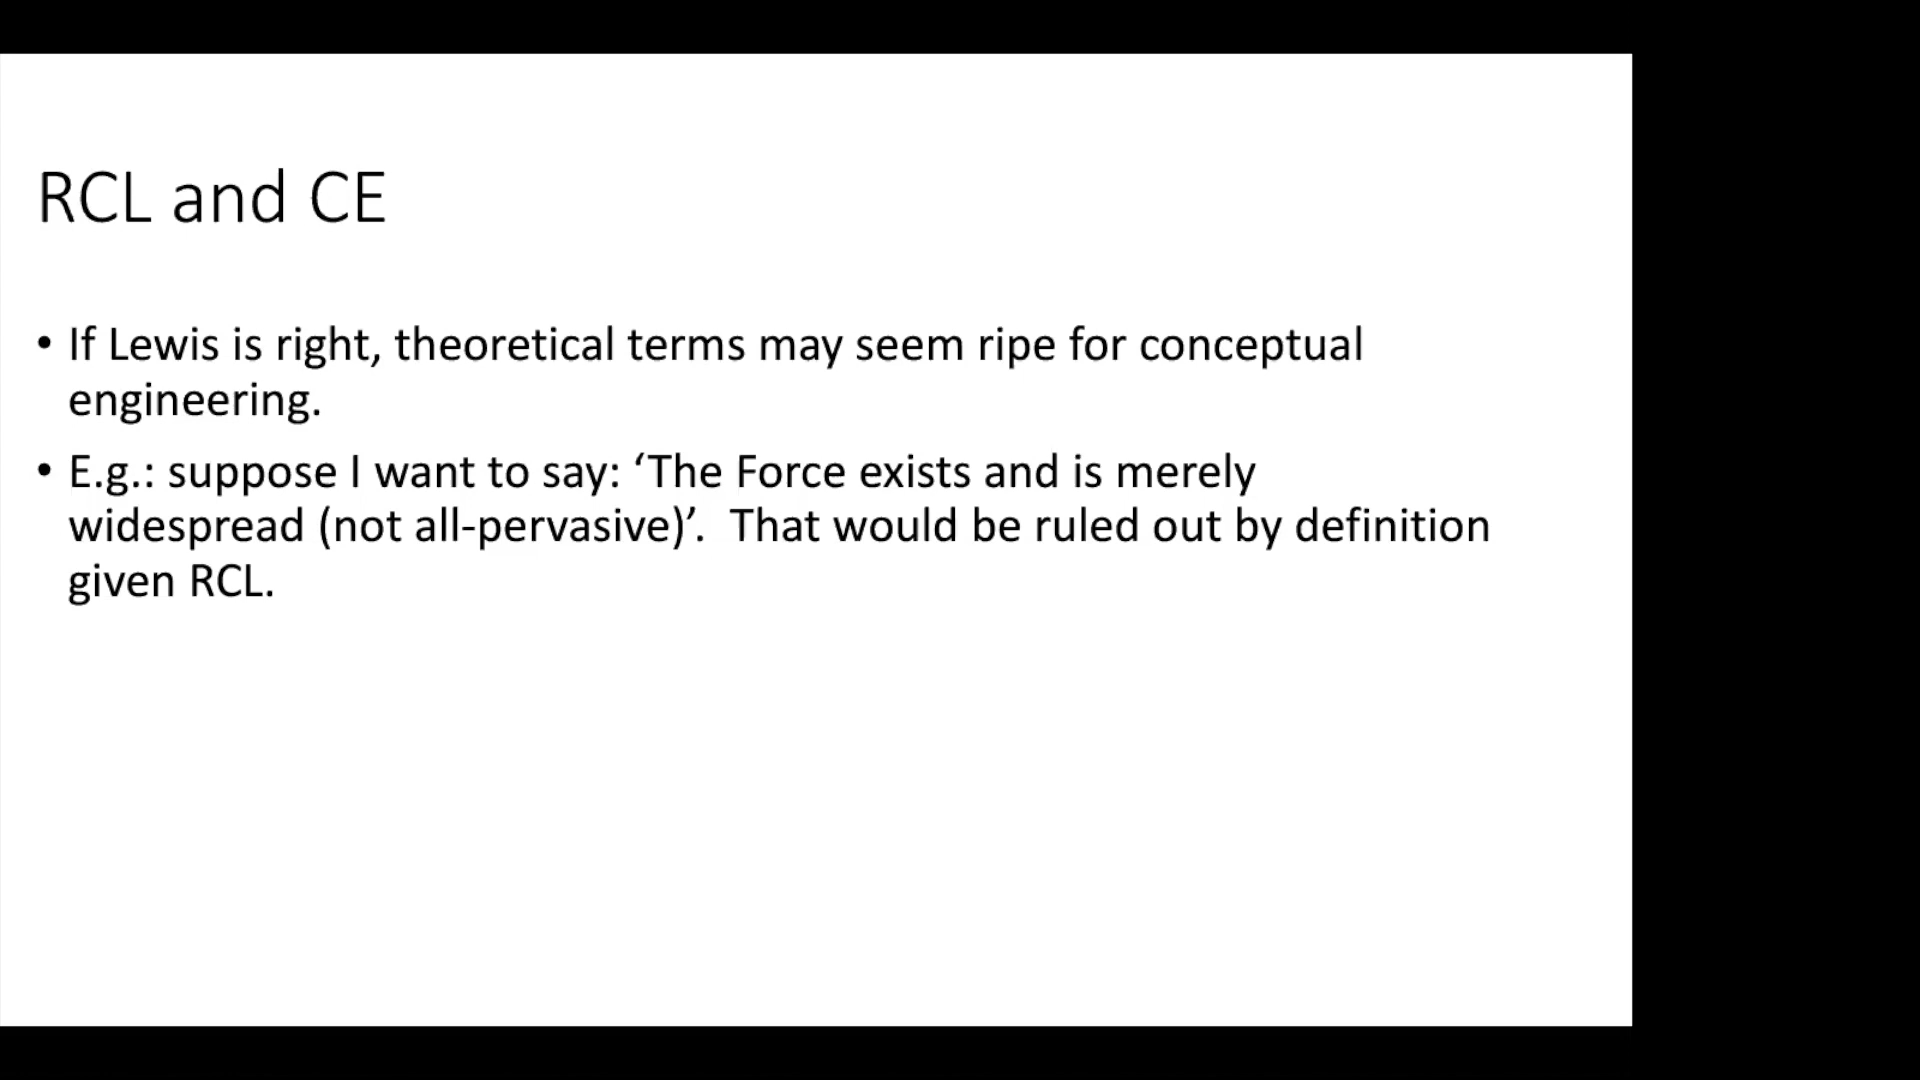 RCL and CE
• If Lewis is right, theoretical terms may seem ripe for conceptual
engineering.
• E.g.: suppose I want to say: ‘The Force exists and is merely
widespread (not all-pervasive)’.  That would be ruled out by definition
given RCL.